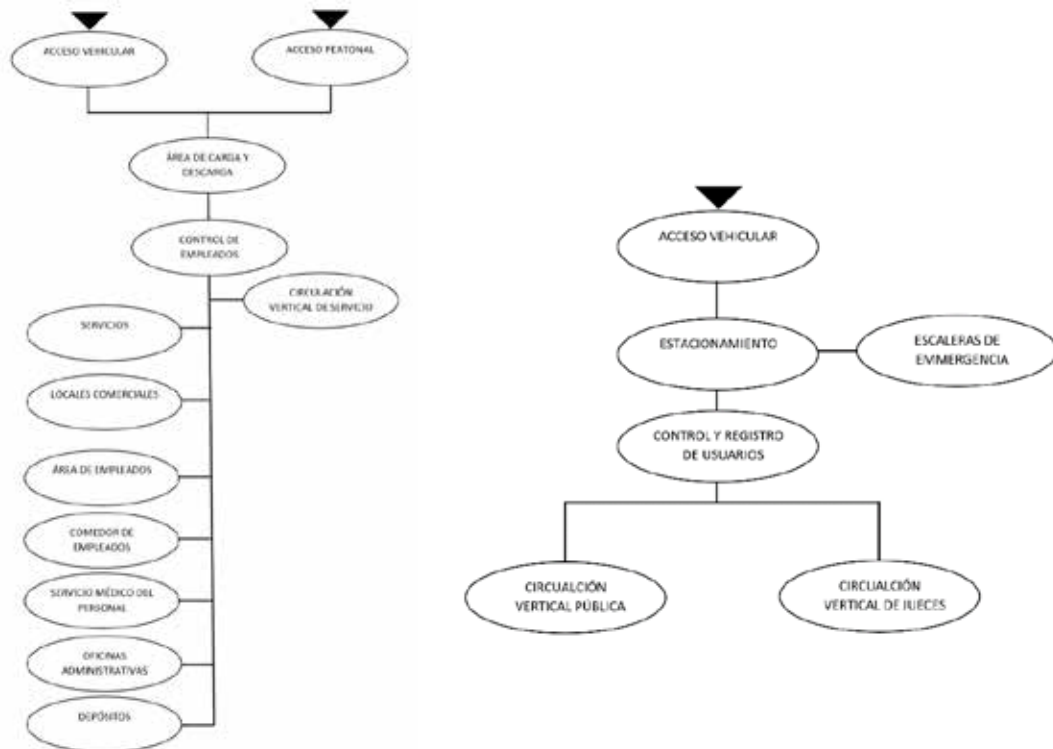 ACCESO VEHICULAR
ACCESO PEATONAL
ÁREA DE CARGA Y
DESCARGA
CONTROL DE
EMPLEADOS
CIRCULACIÓN
VERTICAL DE SERVICIO
SERVICIOS
LOCALES COMERCIALES
ÁREA DE EMPLEADOS
COMEDOR DE
EMPLEADOS
SERVICIO MÉDICO DEL
PERSONAL
OFICINAS
ADMINISTRATIVAS
DEPÓSITOS
ACCESO VEHICULAR
ESTACIONAMIENTO
ESCALERAS DE
EMMERGENCIA
CONTROL Y REGISTRO
DE USUARIOS
CIRCUALCIÓN
VERTICAL PÚBLICA
CIRCUALCIÓN
VERTICAL DE JUECES